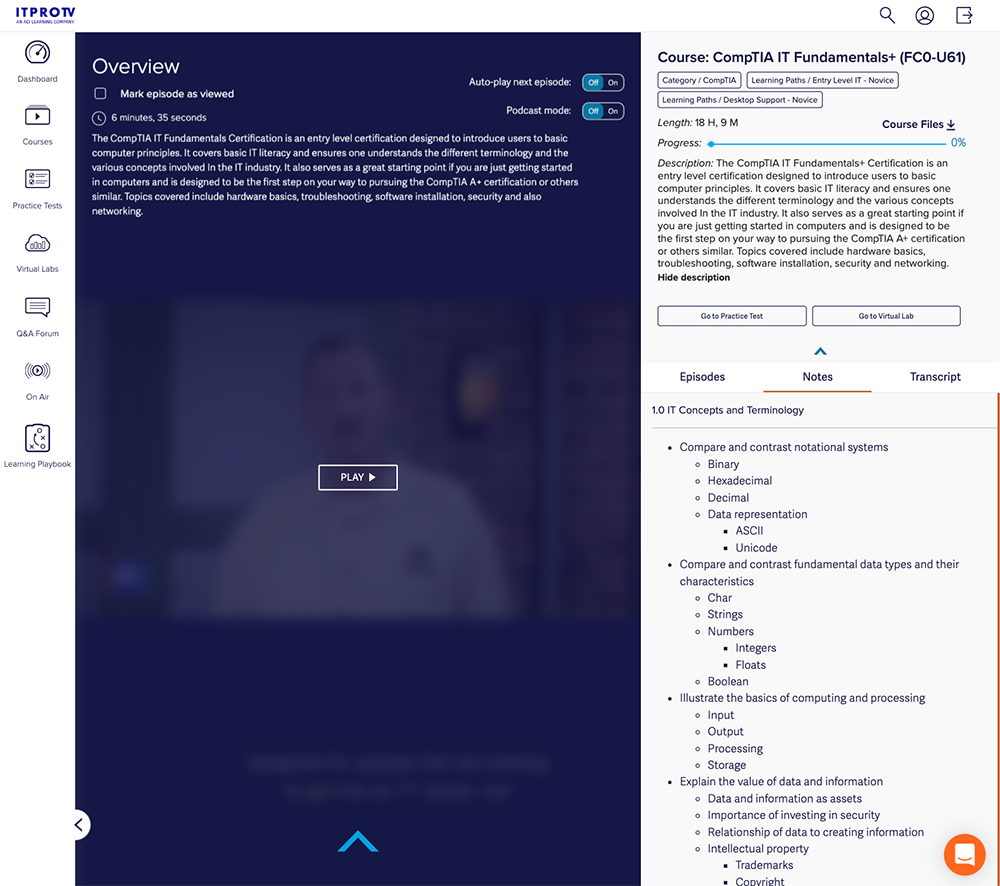 ITPROTV
AN ACI LEARNING COMPANY
Dashboard
Courses
Practice Tests
Virtual Labs
Q&A Forum
On Air
Learning Playbook
Overview
Mark episode as viewed
6 minutes, 35 seconds
Auto-play next episode: Off On
Podcast mode: Off On
The CompTIA IT Fundamentals Certification is an entry level certification designed to introduce users to basic
computer principles. It covers basic IT literacy and ensures one understands the different terminology and the
various concepts involved In the IT industry. It also serves as a great starting point if you are just getting started
in computers and is designed to be the first step on your way to pursuing the CompTIA A+ certification or others
similar. Topics covered include hardware basics, troubleshooting, software installation, security and also
networking.
PLAY
Course: CompTIA IT Fundamentals+ (FC0-U61)
Category / CompTIA
Learning Paths / Entry Level IT - Novice
Learning Paths / Desktop Support - Novice
Length: 18 H, 9 M
Course Files
Progress: 0%
Description: The CompTIA IT Fundamentals+ Certification is an
entry level certification designed to introduce users to basic
computer principles. It covers basic IT literacy and ensures one
understands the different terminology and the various concepts
involved In the IT industry. It also serves as a great starting point if
you are just getting started in computers and is designed to be
the first step on your way to pursuing the CompTIA A+ certification
or others similar. Topics covered include hardware basics,
troubleshooting, software installation, security and networking.
Hide description
Go to Practice Test
Go to Virtual Lab
Episodes
Notes
Transcript
1.0 IT Concepts and Terminology
Compare and contrast notational systems
Binary
Hexadecimal
Decimal
Data representation
ASCII
Unicode
Compare and contrast fundamental data types and their
characteristics
Char
Strings
Numbers
Integers
Floats
Boolean
Illustrate the basics of computing and processing
Input
Output
Processing
Storage
Explain the value of data and information
Data and information as assets
Importance of investing in security
Relationship of data to creating information
Intellectual property
Trademarks
Copyright